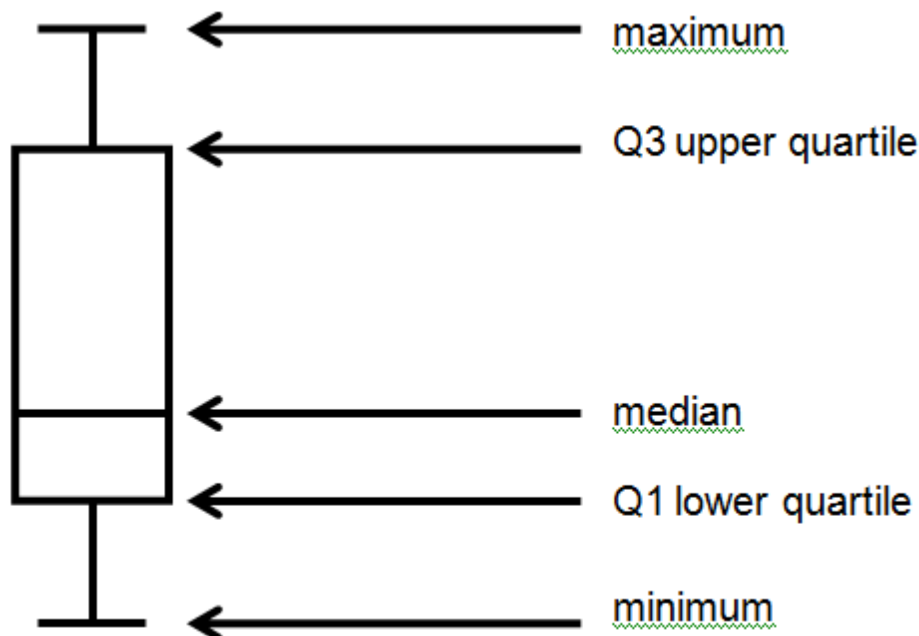 maximum
Q3 upper quartile
median
Q1 lower quartile
minimum